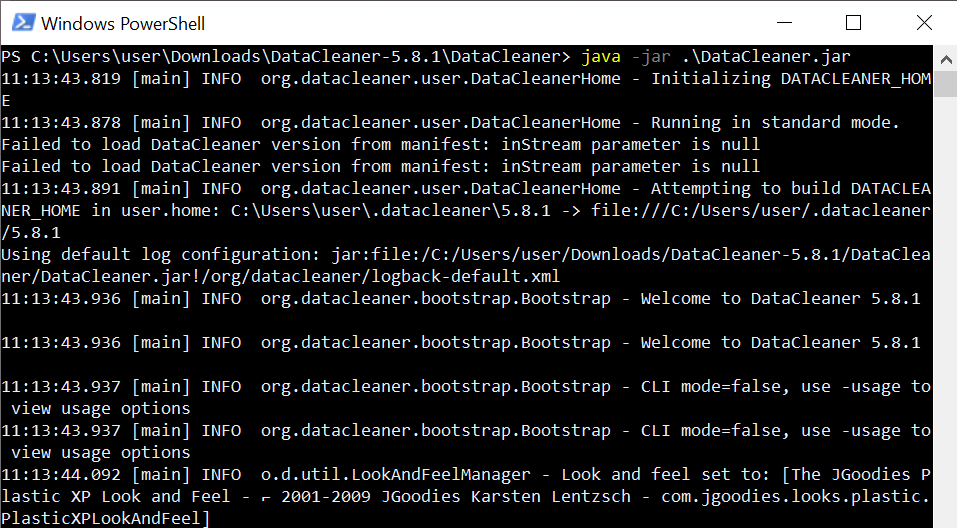 Windows PowerShell
PS C:\Users\user\Downloads\DataCleaner-5.8.1\DataCleaner> java -jar .\DataCleaner.jar
11:13:43.819 [main] INFO  org.datacleaner.user.DataCleanerHome - Initializing DATACLEANER_HOM
E
11:13:43.878 [main] INFO  org.datacleaner.user.DataCleanerHome - Running in standard mode.
Failed to load DataCleaner version from manifest: inStream parameter is null
Failed to load DataCleaner version from manifest: inStream parameter is null
11:13:43.891 [main] INFO  org.datacleaner.user.DataCleanerHome - Attempting to build DATACLEA
NER_HOME in user.home: C:\Users\user\.datacleaner\5.8.1 -> file:///C:/Users/user/.datacleaner
/5.8.1
Using default log configuration: jar:file:/C:/Users/user/Downloads/DataCleaner-5.8.1/DataClea
ner/DataCleaner.jar!/org/datacleaner/logback-default.xml
11:13:43.936 [main] INFO  org.datacleaner.bootstrap.Bootstrap - Welcome to DataCleaner 5.8.1
11:13:43.936 [main] INFO  org.datacleaner.bootstrap.Bootstrap - Welcome to DataCleaner 5.8.1
11:13:43.937 [main] INFO  org.datacleaner.bootstrap.Bootstrap - CLI mode=false, use -usage to
 view usage options
11:13:43.937 [main] INFO  org.datacleaner.bootstrap.Bootstrap - CLI mode=false, use -usage to
 view usage options
11:13:44.092 [main] INFO  o.d.util.LookAndFeelManager - Look and feel set to: [The JGoodies P
lastic XP Look and Feel - ⌐ 2001-2009 JGoodies Karsten Lentzsch - com.jgoodies.looks.plastic.
PlasticXPLookAndFeel]